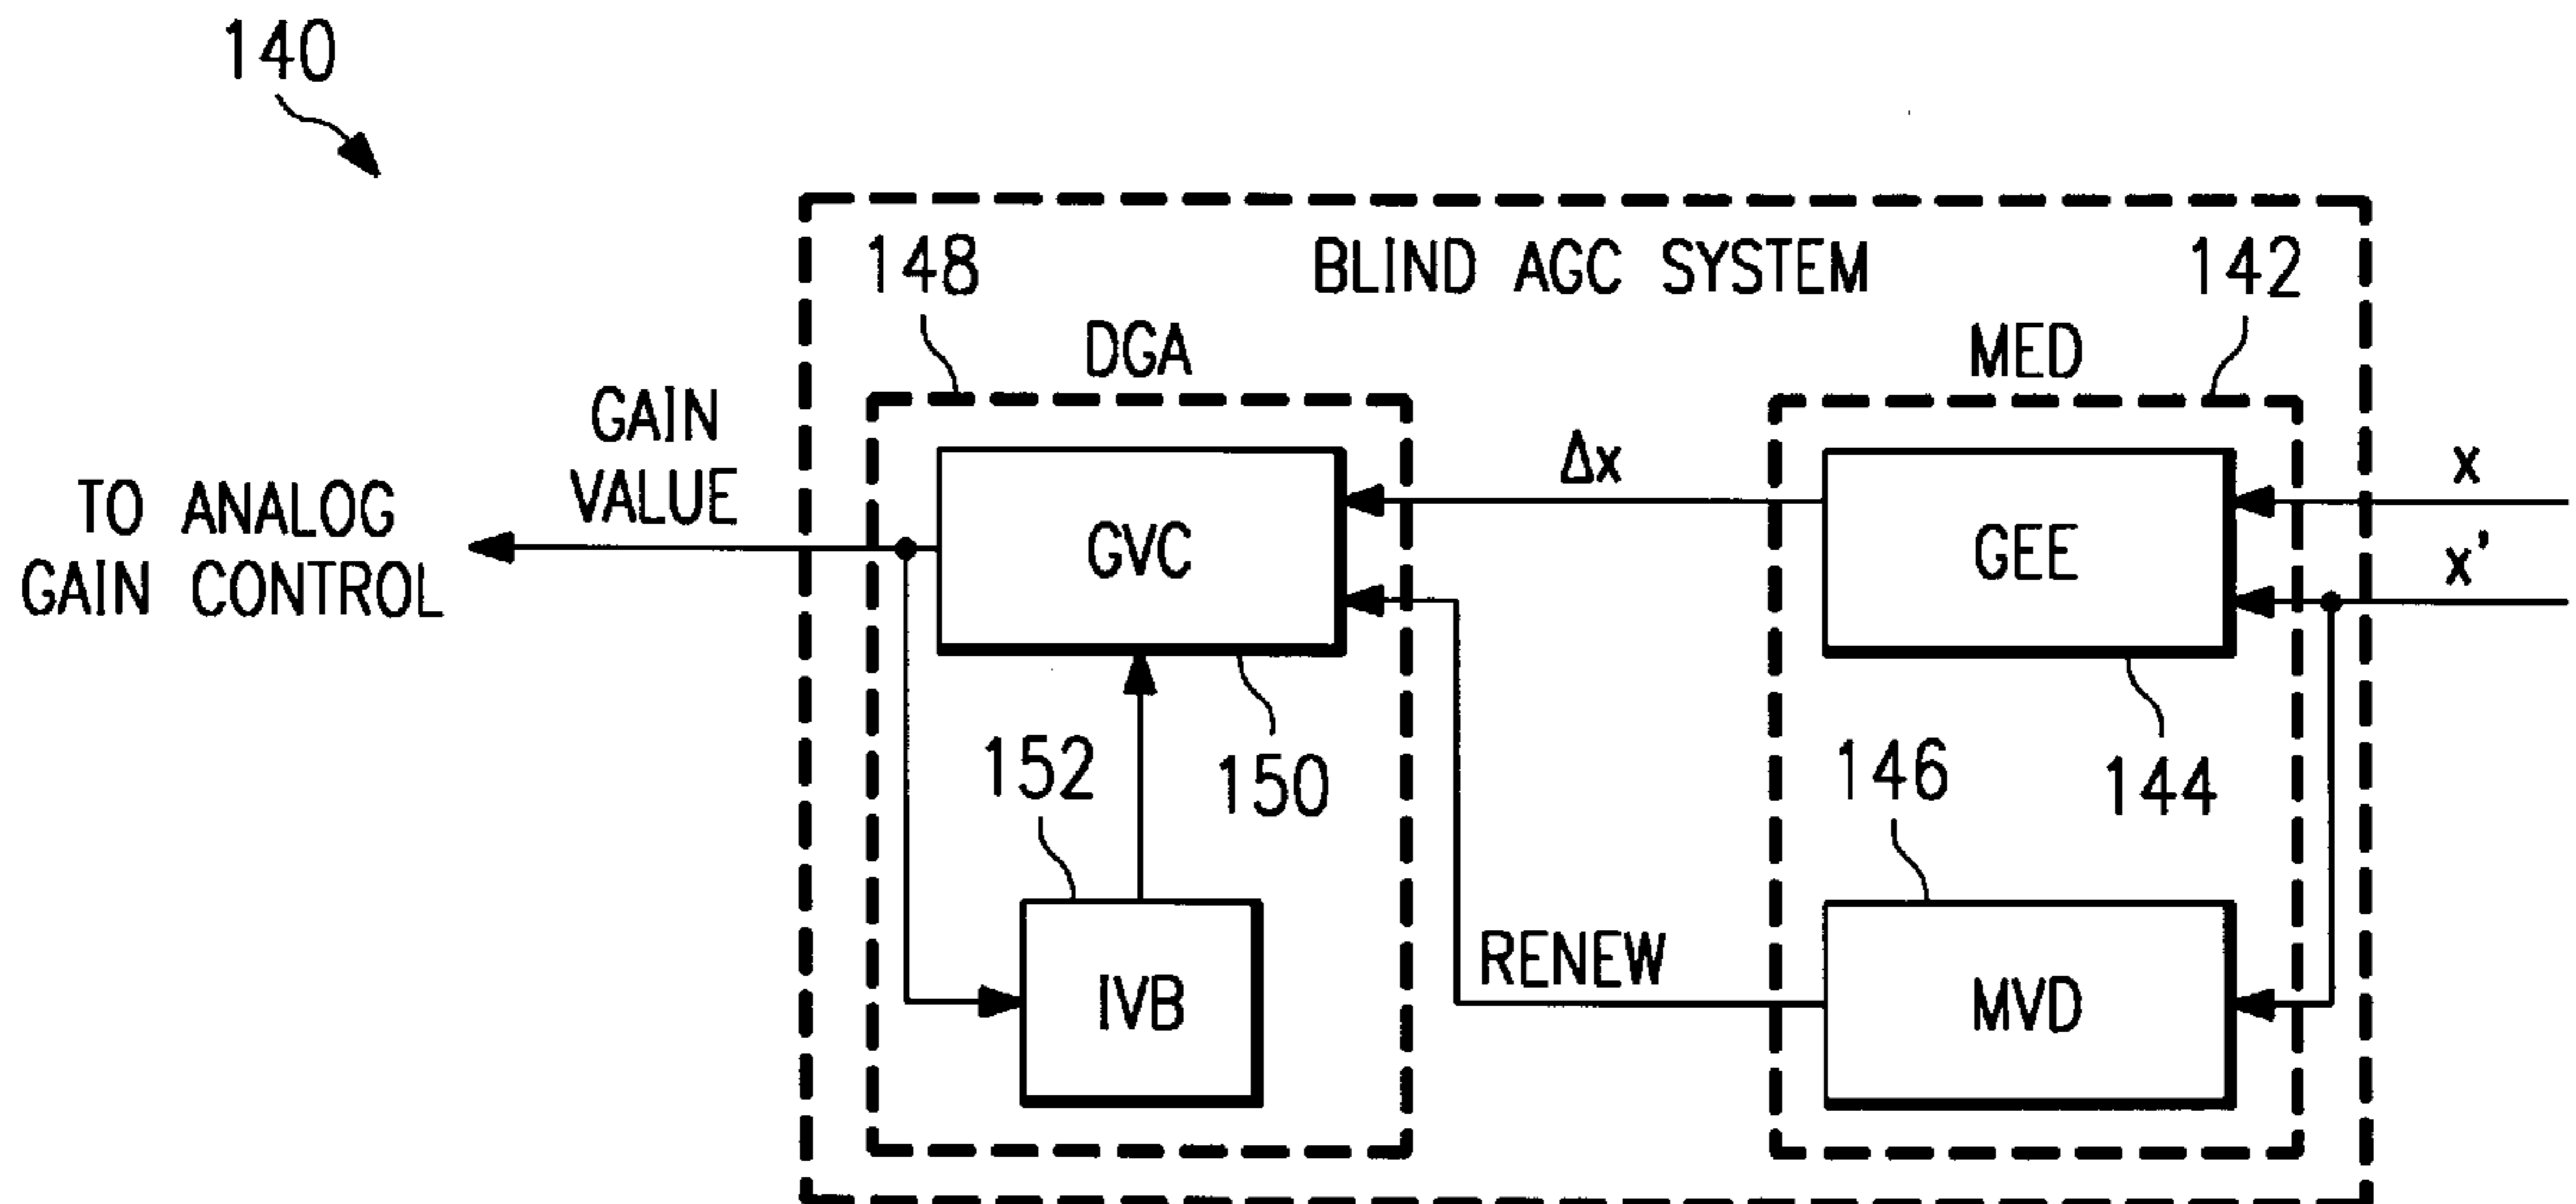 140
BLIND AGC SYSTEM
148
142
DGA
MED
GAIN
VALUE
Δx
x
TO ANALOG
GAIN CONTROL
GVC
GEE
x'
152
150
146
144
RENEW
IVB
MVD